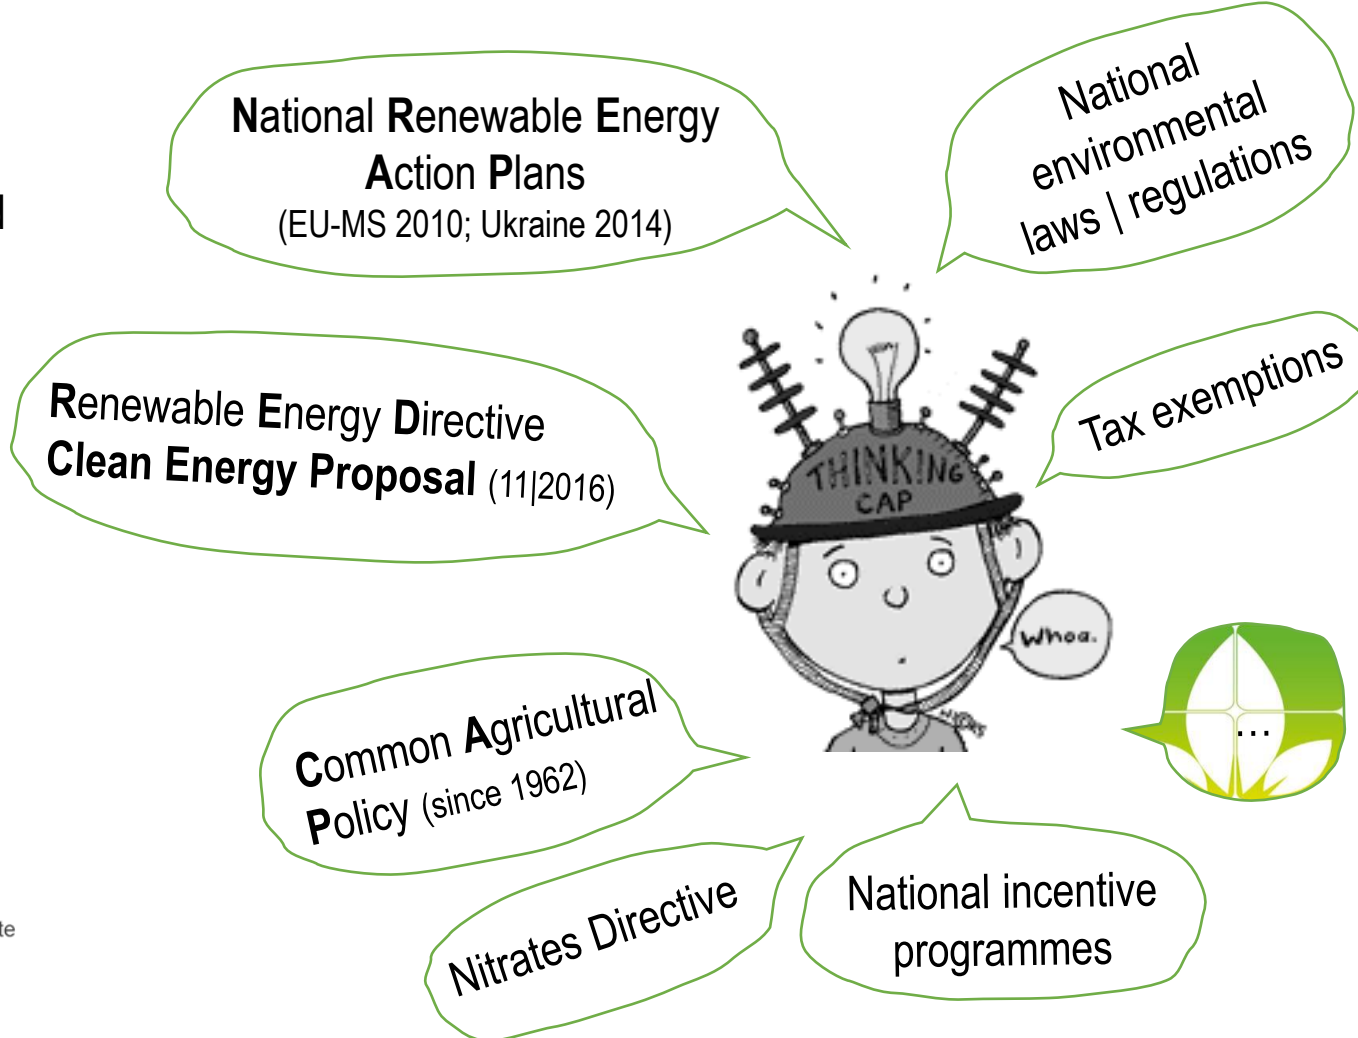 National Renewable Energy
Action Plans
(EU-MS 2010; Ukraine 2014)
National
environmental
laws | regulations
Renewable Energy Directive
Clean Energy Proposal (11|2016)
Tax exemptions
THINKING
CAP
Whoa.
...
Common Agricultural
Policy (since 1962)
Nitrates Directive
National incentive
programmes
te